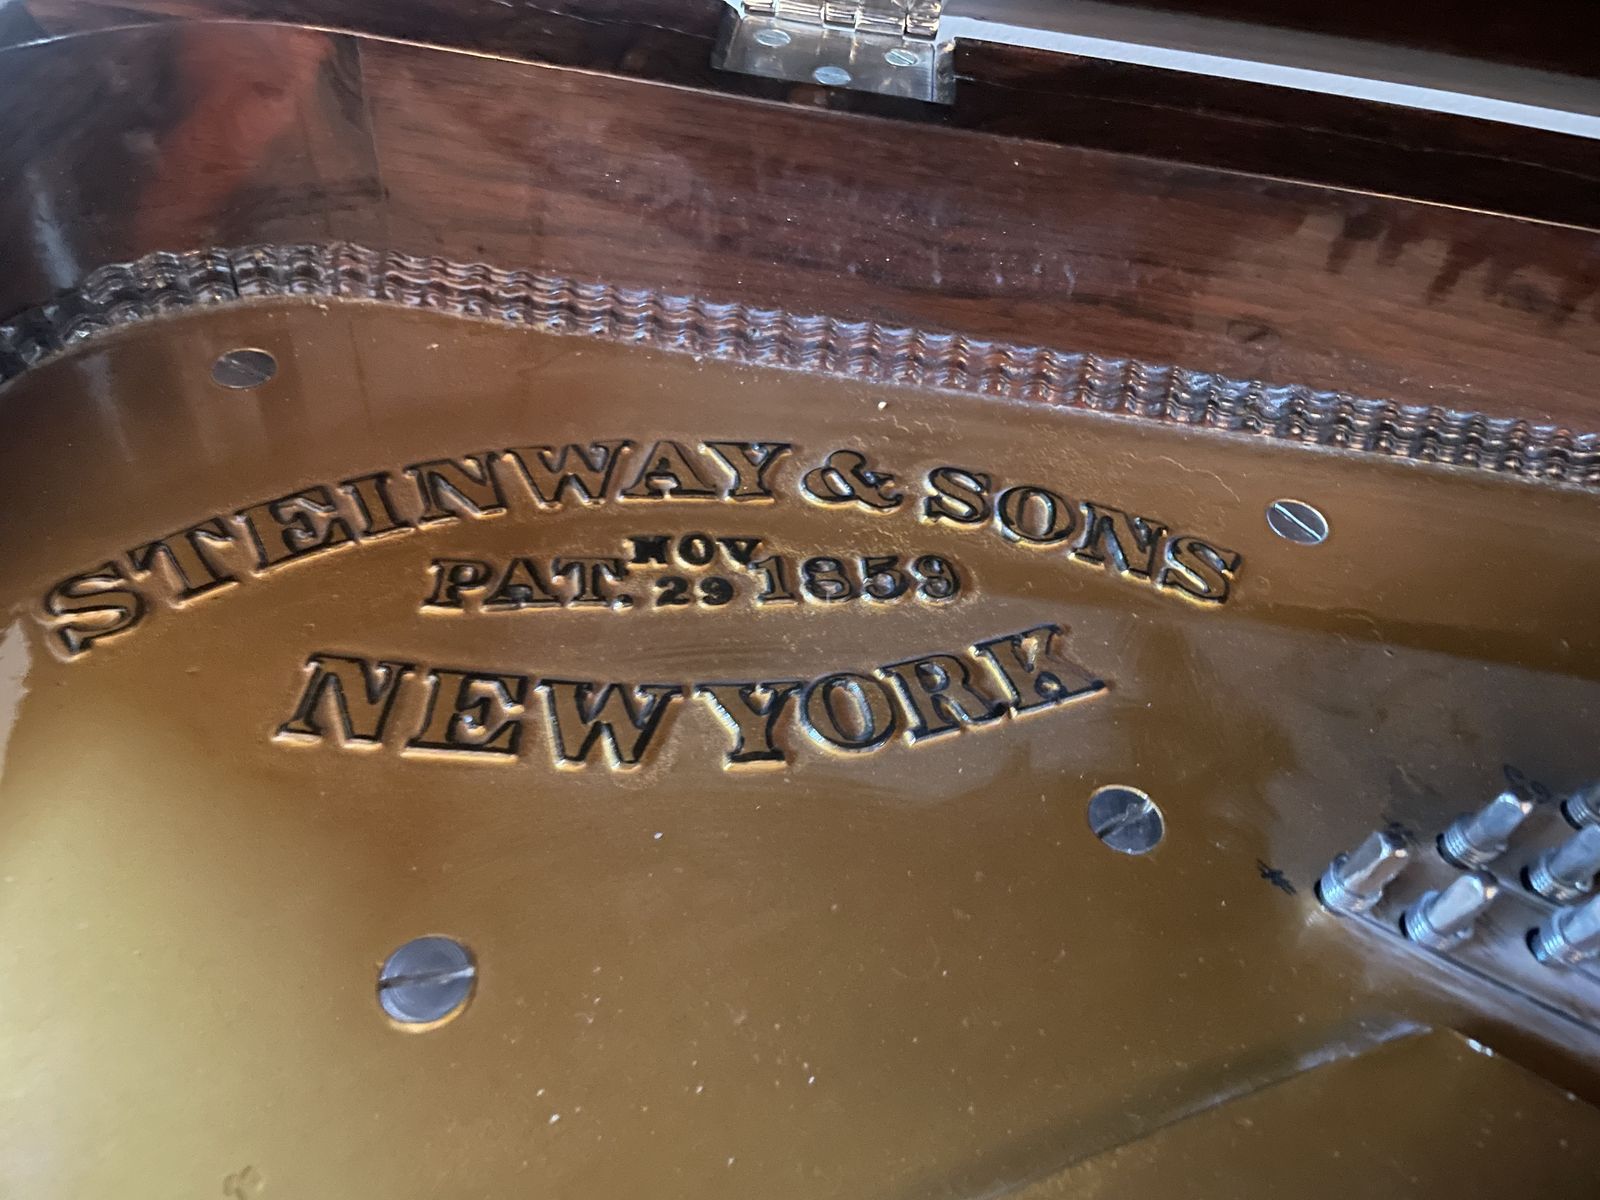 STEINWAY & SONS
PAT. NOV 29 1859
NEW YORK